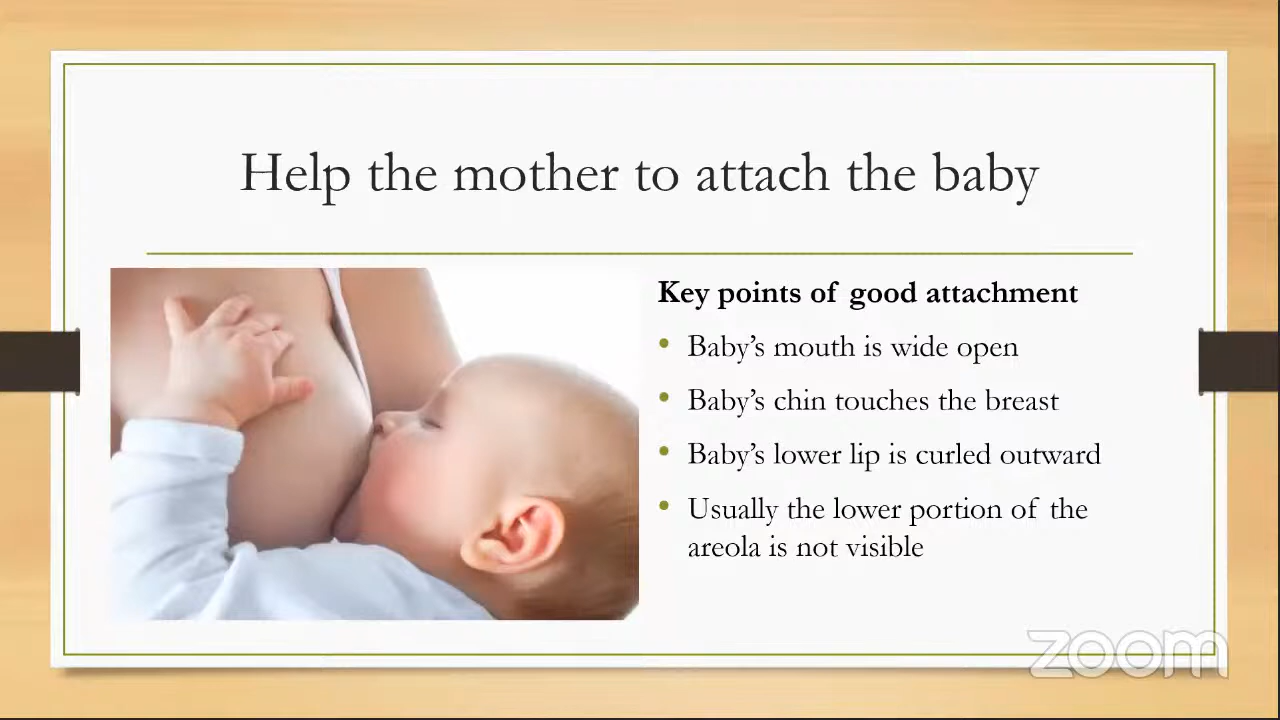 Help the mother to attach the baby
Key points of good attachment
• Baby’s mouth is wide open
• Baby’s chin touches the breast
• Baby’s lower lip is curled outward
• Usually the lower portion of the
areola is not visible
zoom